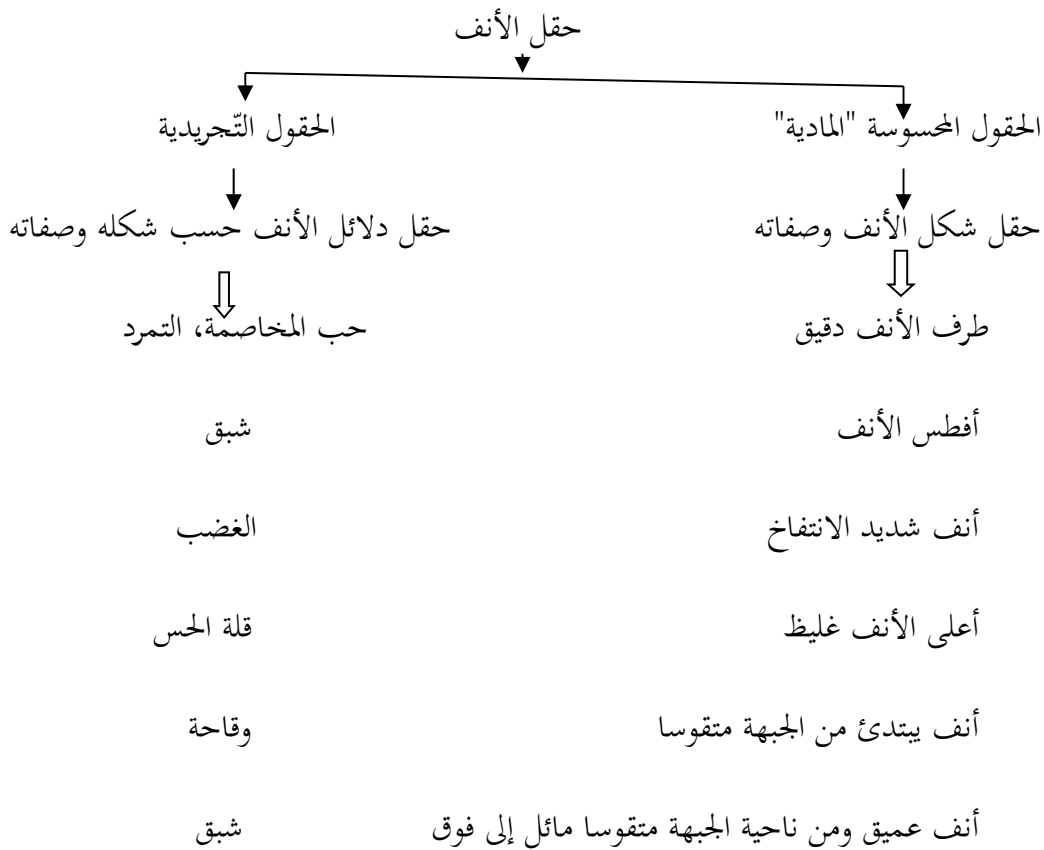 حقل الأنف
الحقول المحسوسة "المادية" الحقول التّجريدية
حقل شكل الأنف وصفاته حقل دلائل الأنف حسب شكله وصفاته
طرف الأنف دقيق حب المخاصمة، التمرد
أفطس الأنف شبق
أنف شديد الانتفاخ الغضب
أعلى الأنف غليظ قلة الحس
أنف يبتدئ من الجبهة متقوسا وقاحة
أنف عميق ومن ناحية الجبهة متقوسا مائل إلى فوق شبق